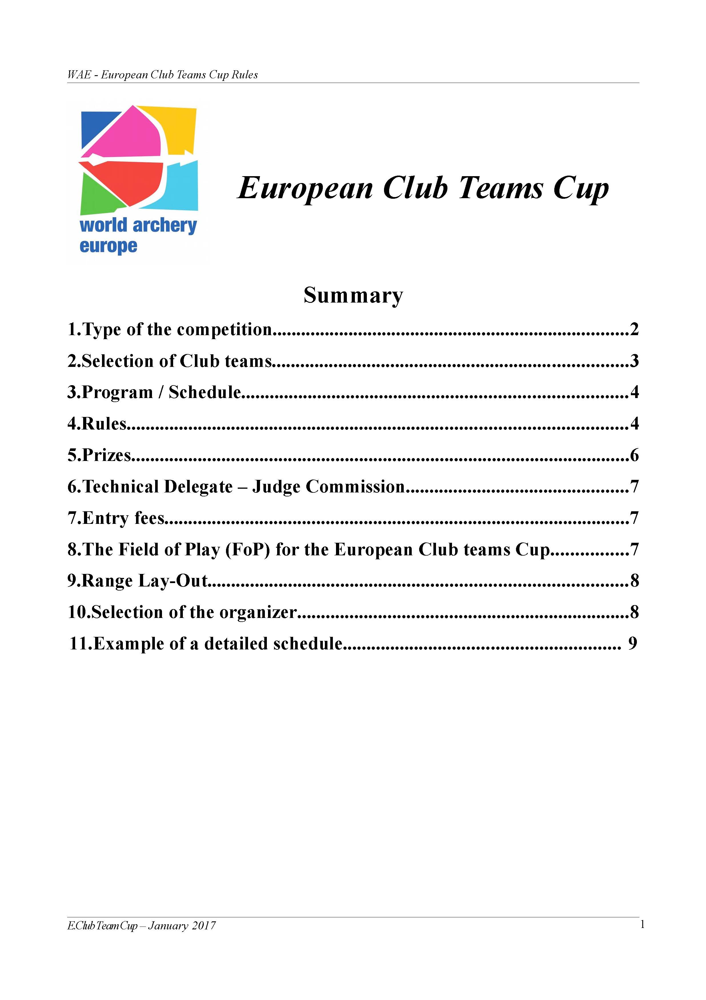 WAE - European Club Teams Cup Rules
world archery
europe
European Club Teams Cup
Summary
1.Type of the competition...........................................................................2
2.Selection of Club teams...........................................................................3
3.Program / Schedule.................................................................................4
4.Rules.........................................................................................................4
5.Prizes........................................................................................................6
6.Technical Delegate – Judge Commission...............................................7
7.Entry fees.................................................................................................7
8.The Field of Play (FoP) for the European Club teams Cup................7
9.Range Lay-Out........................................................................................8
10.Selection of the organizer......................................................................8
11.Example of a detailed schedule.......................................................... 9
E.ClubTeamCup – January 2017
1